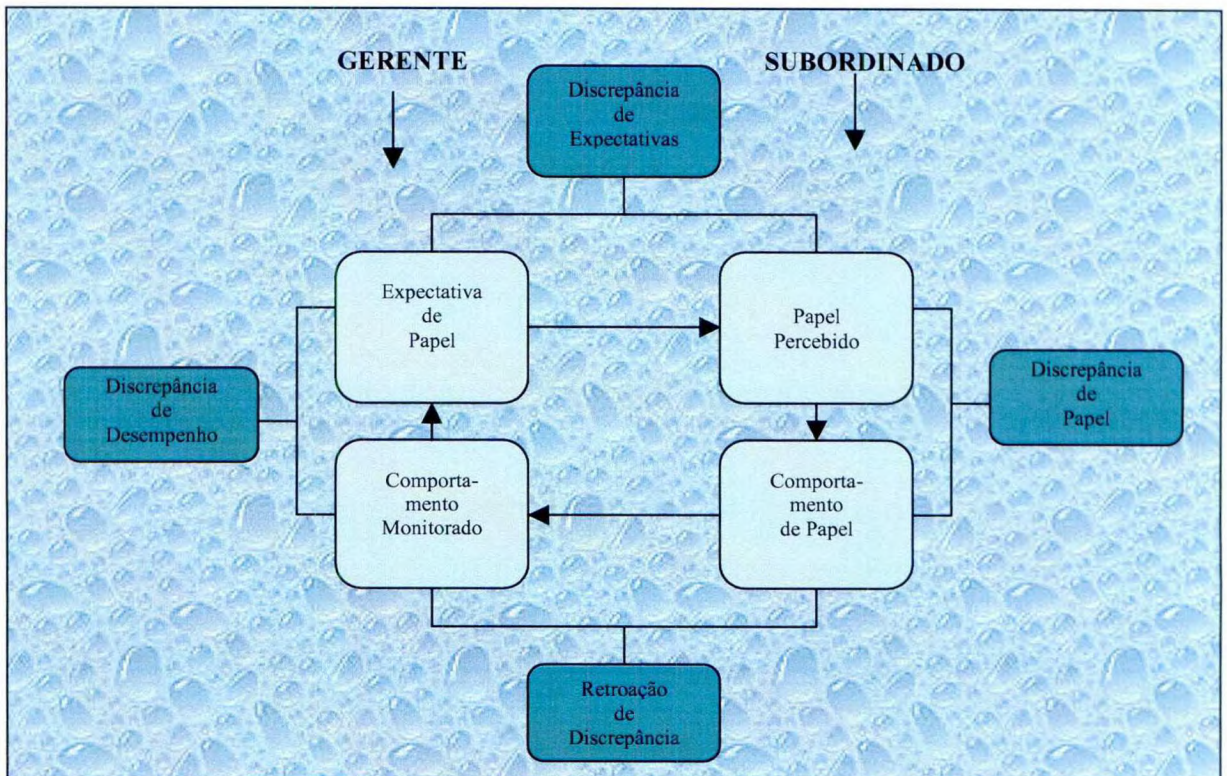 GERENTE
SUBORDINADO
Discrepância
de
Expectativas
Expectativa
de
Papel
Papel
Percebido
Discrepância
de
Desempenho
Discrepância
de
Papel
Comporta-
mento
Monitorado
Comporta-
mento
de Papel
Retroação
de
Discrepância